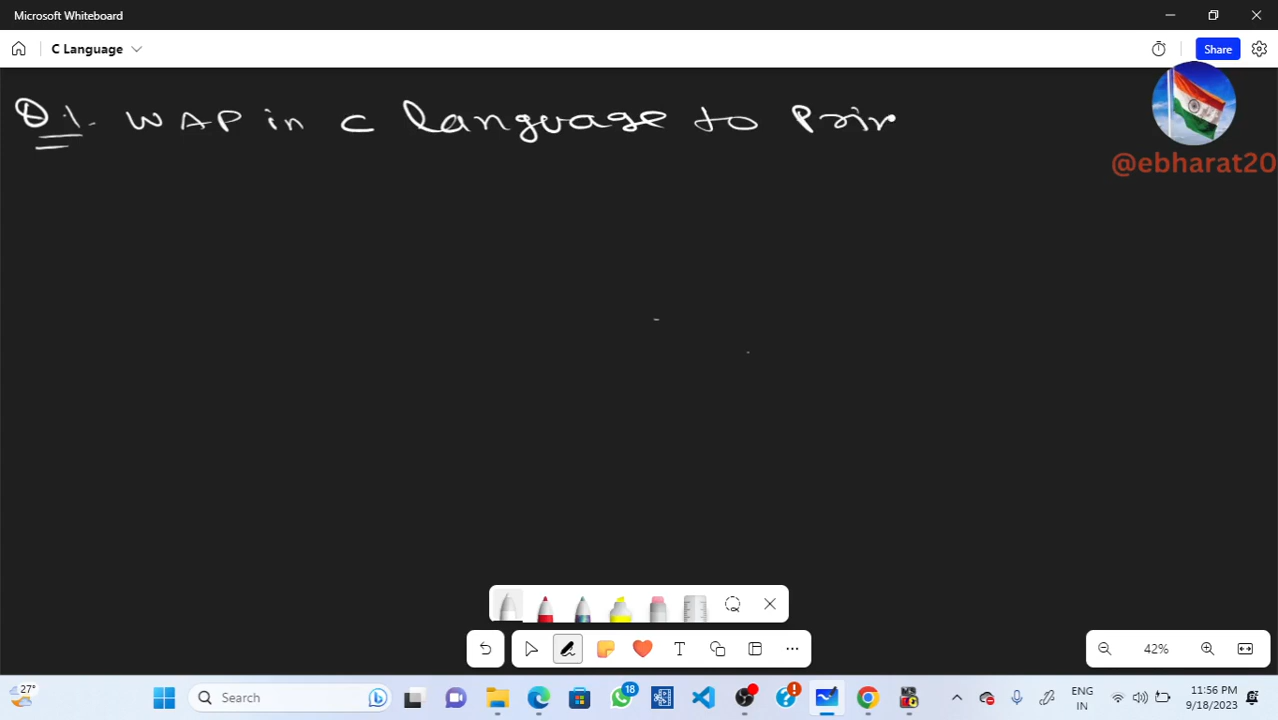 Microsoft Whiteboard
C Language
Share
Q.1. WAP in C language to Prin
@ebharat20
42%
27°
Search
18
ENG
IN
11:56 PM
9/18/2023